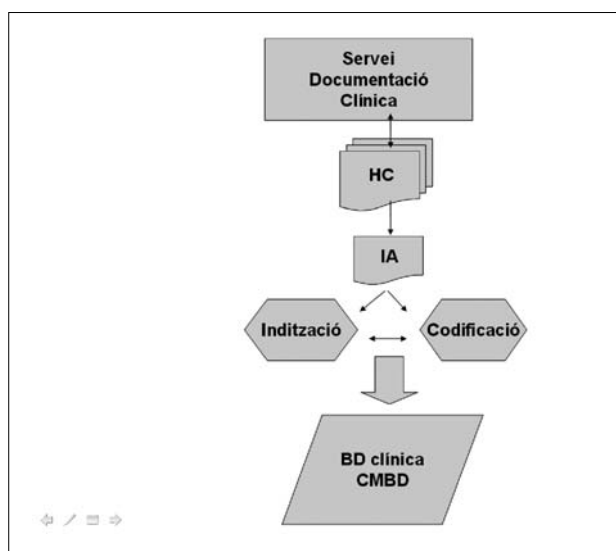 Servei
Documentació
Clínica
HC
IA
Indització
Codificació
BD clínica
CMBD